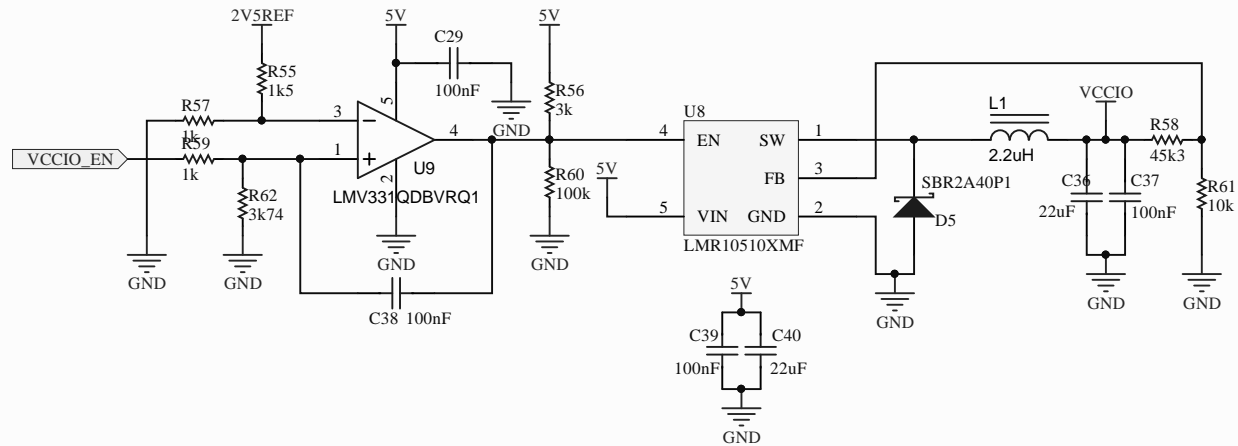 2V5REF
5V
5V
C29
100nF
R55
1k5
R56
3k
GND
R57
1k
R59
1k
VCCIO_EN
3
5
4
1
2
U9
LMV331QDBVRQ1
R62
3k74
GND
GND
GND
C38 100nF
R60
100k
GND
5V
U8
4
EN
SW
1
FB
3
5
VIN
GND
2
LMR10510XMF
SBR2A40P1
D5
GND
L1
2.2uH
VCCIO
R58
45k3
C36
22uF
C37
100nF
R61
10k
GND
GND
5V
C39
100nF
C40
22uF
GND